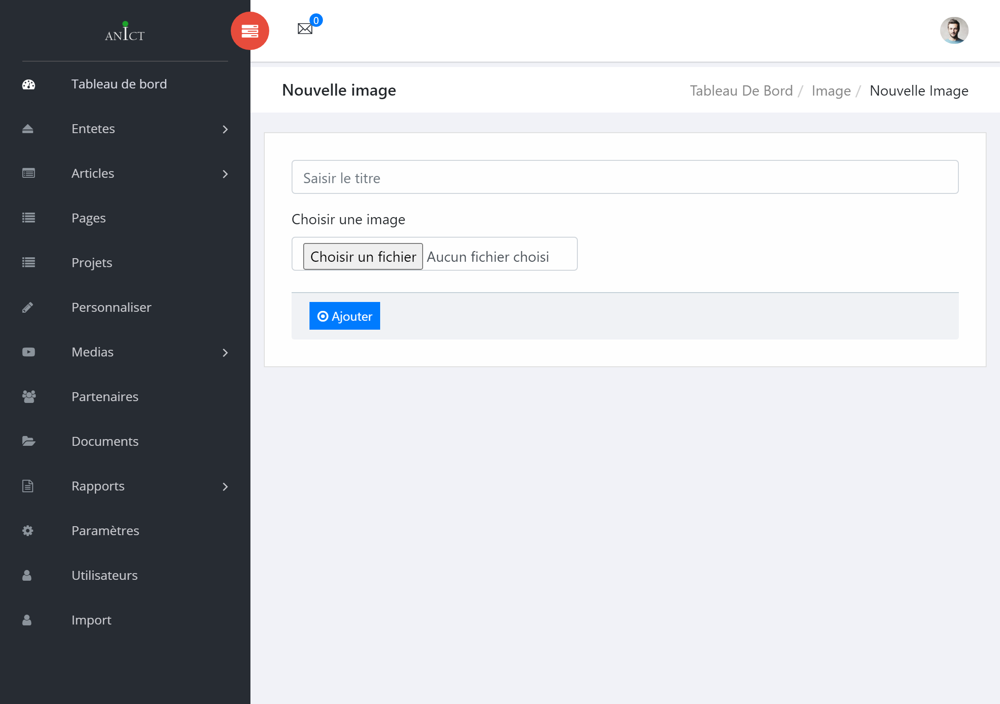 ANICT
0
Tableau de bord
Entetes
Articles
Pages
Projets
Personnaliser
Medias
Partenaires
Documents
Rapports
Paramètres
Utilisateurs
Import
Nouvelle image
Tableau De Bord / Image / Nouvelle Image
Saisir le titre
Choisir une image
Choisir un fichier Aucun fichier choisi
Ajouter